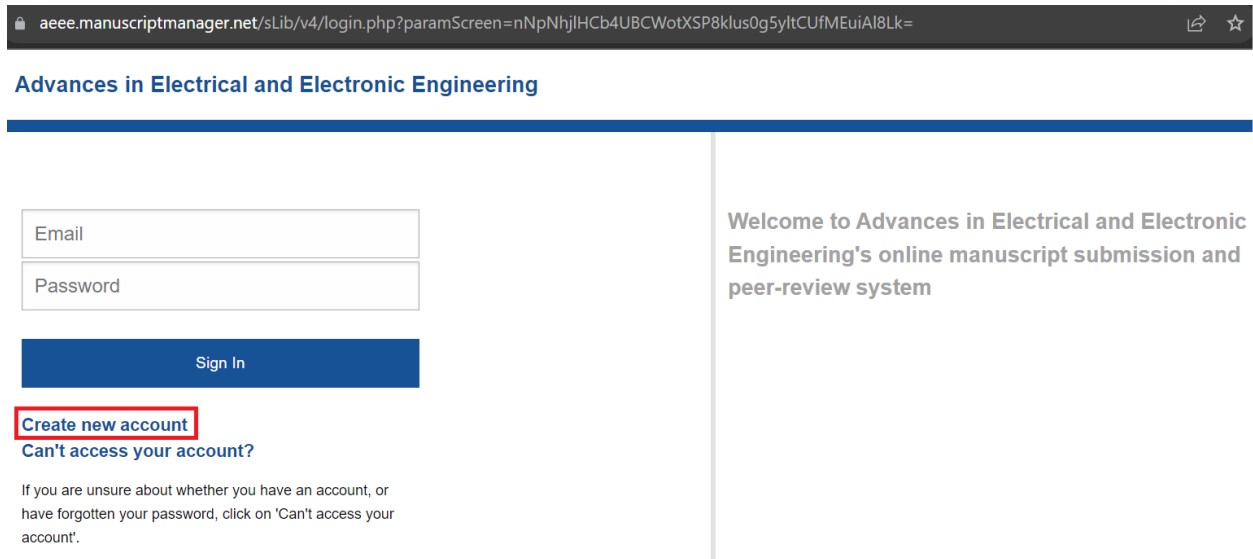 aeee.manuscriptmanager.net/sLib/v4/login.php?paramScreen=nNpNhjlHCb4UBCWotXSP8klus0g5yltCUfMEuiAl8Lk=
Advances in Electrical and Electronic Engineering
Email
Password
Sign In
Create new account
Can't access your account?
If you are unsure about whether you have an account, or
have forgotten your password, click on 'Can't access your
account'.
Welcome to Advances in Electrical and Electronic
Engineering's online manuscript submission and
peer-review system